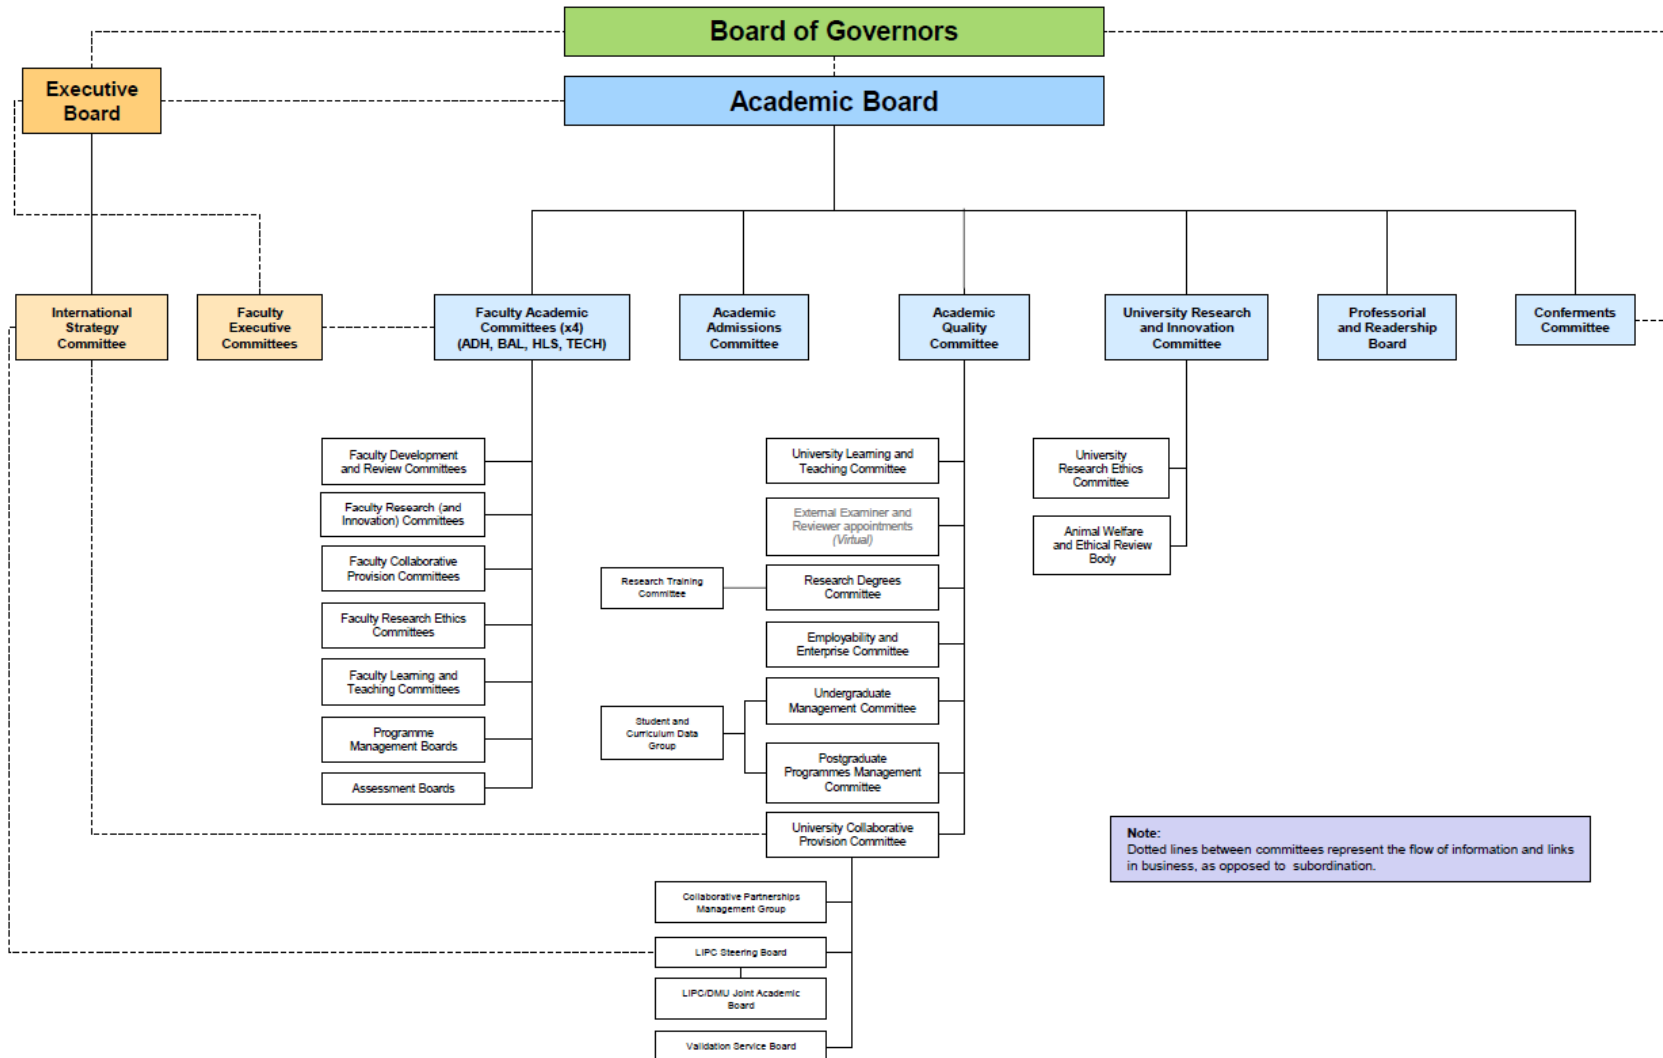 Board of Governors
Executive
Board
Academic Board
International
Strategy
Committee
Faculty
Executive
Committees
Faculty Academic
Committees (x4)
(ADH, BAL, HLS, TECH)
Academic
Admissions
Committee
Academic
Quality
Committee
University Research
and Innovation
Committee
Professorial
and Readership
Board
Conferments
Committee
Faculty Development
and Review Committees
Faculty Research (and
Innovation) Committees
Faculty Collaborative
Provision Committees
Faculty Research Ethics
Committees
Faculty Learning and
Teaching Committees
Programme
Management Boards
Assessment Boards
University Learning and
Teaching Committee
External Examiner and
Reviewer appointments
(Virtual)
Research Training
Committee
Research Degrees
Committee
Employability and
Enterprise Committee
Student and
Curriculum Data
Group
Undergraduate
Management Committee
Postgraduate
Programmes Management
Committee
University Collaborative
Provision Committee
Collaborative Partnerships
Management Group
LIPC Steering Board
LIPC/DMU Joint Academic
Board
Validation Service Board
University
Research Ethics
Committee
Animal Welfare
and Ethical Review
Body
Note:
Dotted lines between committees represent the flow of information and links
in business, as opposed to subordination.